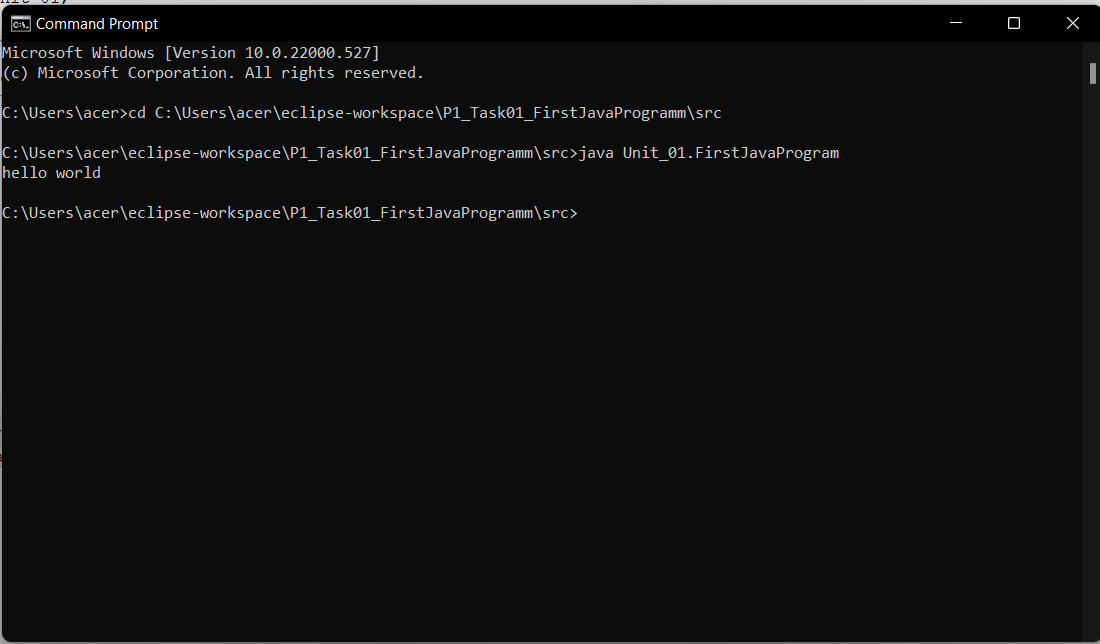 Command Prompt
Microsoft Windows [Version 10.0.22000.527]
(c) Microsoft Corporation. All rights reserved.
C:\Users\acer>cd C:\Users\acer\eclipse-workspace\P1_Task01_FirstJavaProgramm\src
C:\Users\acer\eclipse-workspace\P1_Task01_FirstJavaProgramm\src>java Unit_01.FirstJavaProgram
hello world
C:\Users\acer\eclipse-workspace\P1_Task01_FirstJavaProgramm\src>